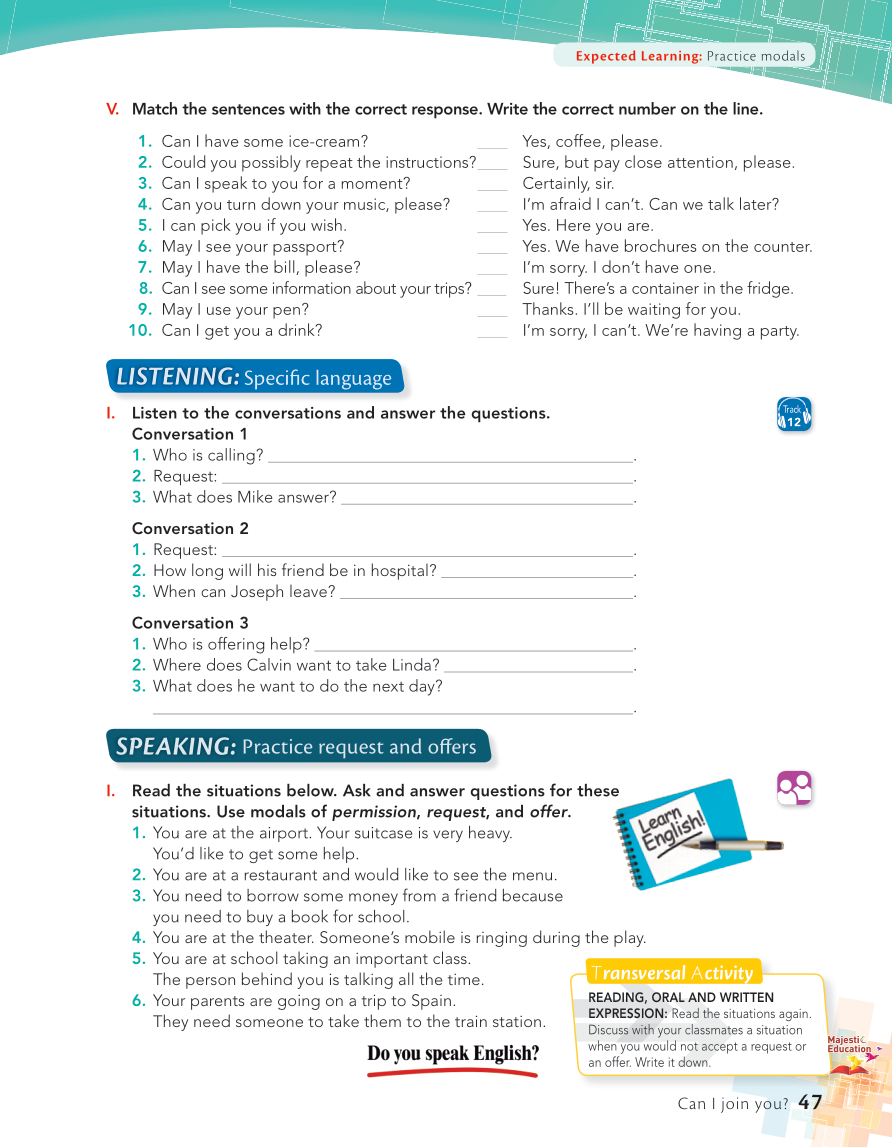 Expected Learning: Practice modals
V. Match the sentences with the correct response. Write the correct number on the line.
1. Can I have some ice-cream? ____ Yes, coffee, please.
2. Could you possibly repeat the instructions? ____ Sure, but pay close attention, please.
3. Can I speak to you for a moment? ____ Certainly, sir.
4. Can you turn down your music, please? ____ I'm afraid I can't. Can we talk later?
5. I can pick you if you wish. ____ Yes. Here you are.
6. May I see your passport? ____ Yes. We have brochures on the counter.
7. May I have the bill, please? ____ I'm sorry. I don't have one.
8. Can I see some information about your trips? ____ Sure! There's a container in the fridge.
9. May I use your pen? ____ Thanks. I'll be waiting for you.
10. Can I get you a drink? ____ I'm sorry, I can't. We're having a party.
LISTENING: Specific language
I. Listen to the conversations and answer the questions.
Track
12
Conversation 1
1. Who is calling? ____.
2. Request: ____.
3. What does Mike answer? ____.
Conversation 2
1. Request: ____.
2. How long will his friend be in hospital? ____.
3. When can Joseph leave? ____.
Conversation 3
1. Who is offering help? ____.
2. Where does Calvin want to take Linda? ____.
3. What does he want to do the next day?
____.
SPEAKING: Practice request and offers
I. Read the situations below. Ask and answer questions for these
situations. Use modals of permission, request, and offer.
1. You are at the airport. Your suitcase is very heavy.
You'd like to get some help.
2. You are at a restaurant and would like to see the menu.
3. You need to borrow some money from a friend because
you need to buy a book for school.
4. You are at the theater. Someone's mobile is ringing during the play.
5. You are at school taking an important class.
The person behind you is talking all the time.
6. Your parents are going on a trip to Spain.
They need someone to take them to the train station.
Learn
English!
Do you speak English?
Transversal Activity
READING, ORAL AND WRITTEN
EXPRESSION: Read the situations again.
Discuss with your classmates a situation
when you would not accept a request or
an offer. Write it down.
Majestic
Education
Can I join you? 47